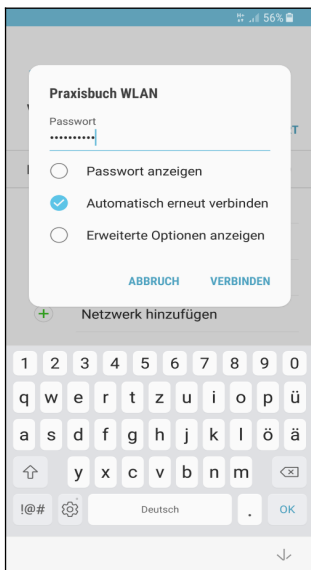 56%
Praxisbuch WLAN
Passwort
••••••••••
T
Passwort anzeigen
Automatisch erneut verbinden
Erweiterte Optionen anzeigen
ABBRUCH VERBINDEN
Netzwerk hinzufügen
1 2 3 4 5 6 7 8 9 0
q w e r t z u i o p ü
a s d f g h j k l ö ä
y x c v b n m
!@# Deutsch . OK